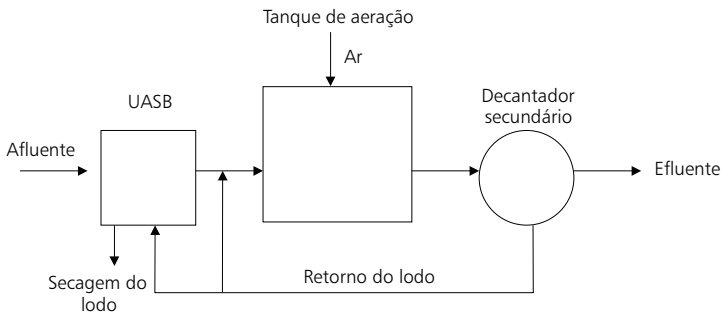 Tanque de aeração
Ar
UASB
Decantador
secundário
Afluente
Efluente
Secagem do
lodo
Retorno do lodo